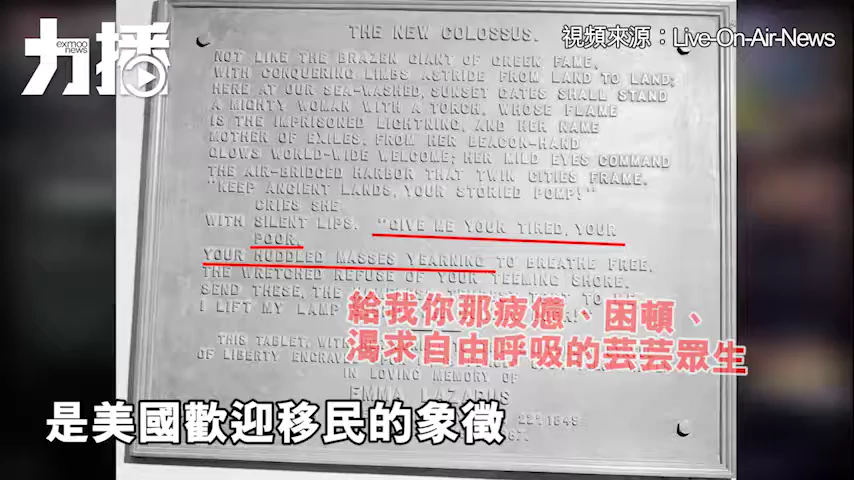 力播
exmoo
news
視頻來源：Live-On-Air-News
THE NEW COLOSSUS.
NOT LIKE THE BRAZEN GIANT OF GREEK FAME,
WITH CONQUERING LIMBS ASTRIDE FROM LAND TO LAND;
HERE AT OUR SEA-WASHED, SUNSET GATES SHALL STAND
A MIGHTY WOMAN WITH A TORCH, WHOSE FLAME
IS THE IMPRISONED LIGHTNING, AND HER NAME
MOTHER OF EXILES. FROM HER BEACON-HAND
GLOWS WORLD-WIDE WELCOME; HER MILD EYES COMMAND
THE AIR-BRIDGED HARBOR THAT TWIN CITIES FRAME.
"KEEP ANCIENT LANDS, YOUR STORIED POMP!"
CRIES SHE
WITH SILENT LIPS. "GIVE ME YOUR TIRED, YOUR
POOR,
YOUR HUDDLED MASSES YEARNING TO BREATHE FREE,
THE WRETCHED REFUSE OF YOUR TEEMING SHORE.
SEND THESE, THE
I LIFT MY LAMP
給我你那疲憊、困頓、
渴求自由呼吸的芸芸眾生
THIS TABLET, WITH
OF LIBERTY ENGRAVED
IN LOVING MEMORY OF
EMMA LAZARUS
是美國歡迎移民的象徵